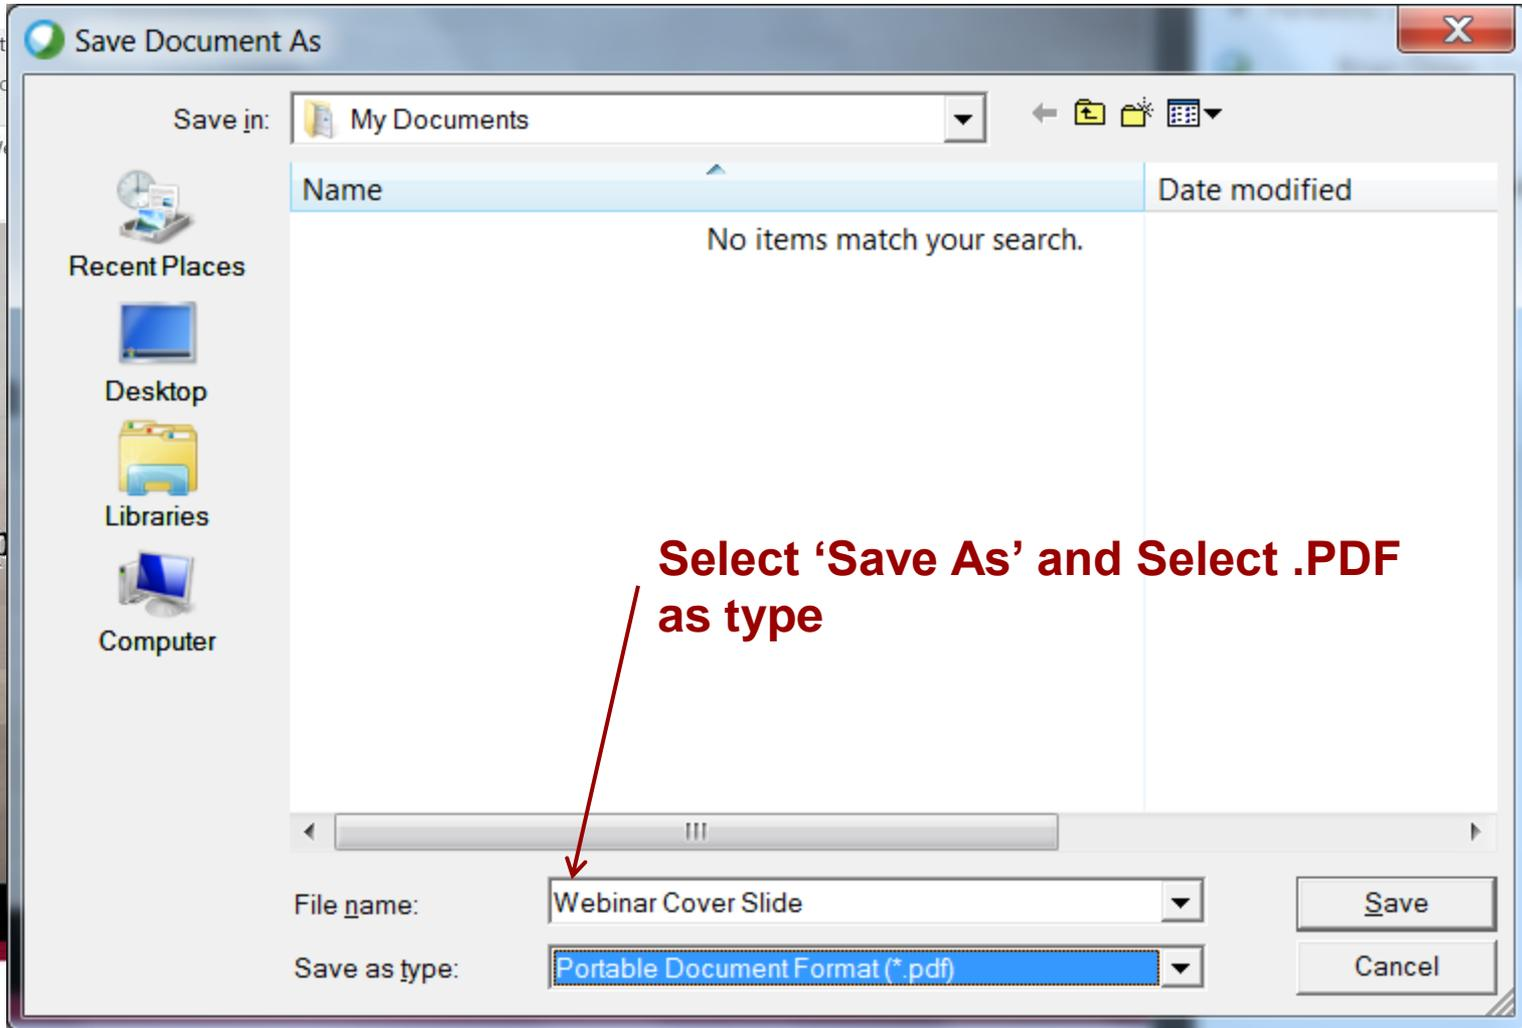 Save Document As
X
Save in: My Documents
Name Date modified
No items match your search.
Recent Places
Desktop
Libraries
Computer
Select ‘Save As’ and Select .PDF
as type
File name: Webinar Cover Slide Save
Save as type: Portable Document Format (*.pdf) Cancel